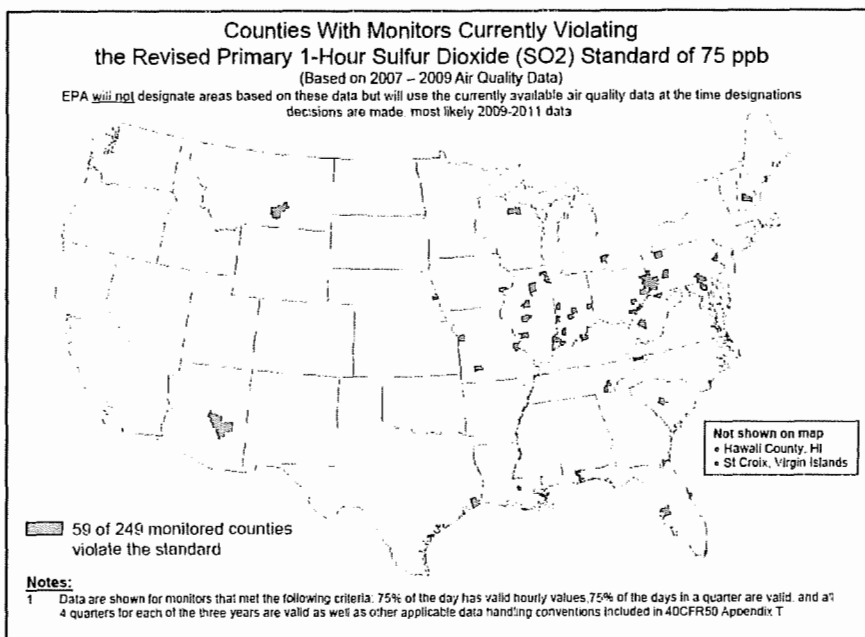 Counties With Monitors Currently Violating
the Revised Primary 1-Hour Sulfur Dioxide (SO2) Standard of 75 ppb
(Based on 2007 – 2009 Air Quality Data)
EPA will not designate areas based on these data but will use the currently available air quality data at the time designations
decisions are made, most likely 2009-2011 data
Not shown on map
• Hawaii County, HI
• St Croix, Virgin Islands
59 of 249 monitored counties
violate the standard
Notes:
1 Data are shown for monitors that met the following criteria: 75% of the day has valid hourly values, 75% of the days in a quarter are valid, and all
4 quarters for each of the three years are valid as well as other applicable data handling conventions included in 40CFR50 Appendix T